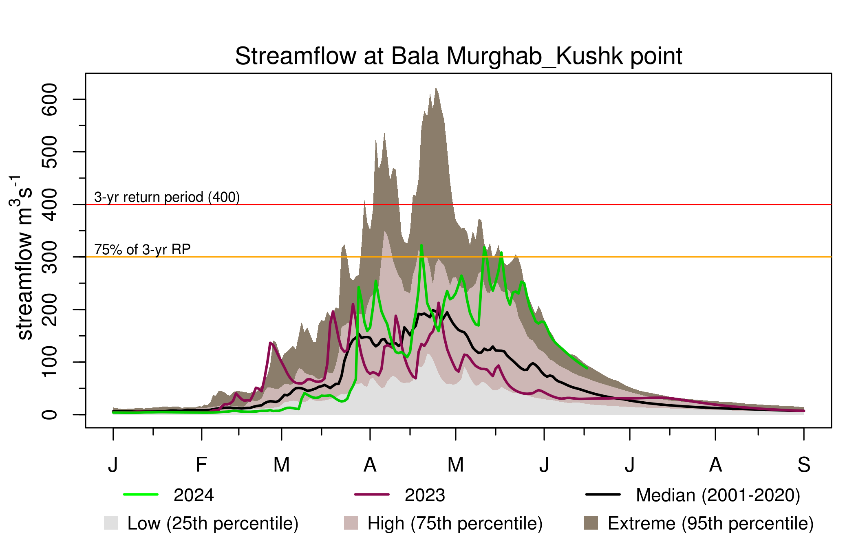 Streamflow at Bala Murghab_Kushk point
streamflow m³s⁻¹
600
500
400
300
200
100
0
3-yr return period (400)
75% of 3-yr RP
J F M A M J J A S
2024 2023 Median (2001-2020)
Low (25th percentile) High (75th percentile) Extreme (95th percentile)